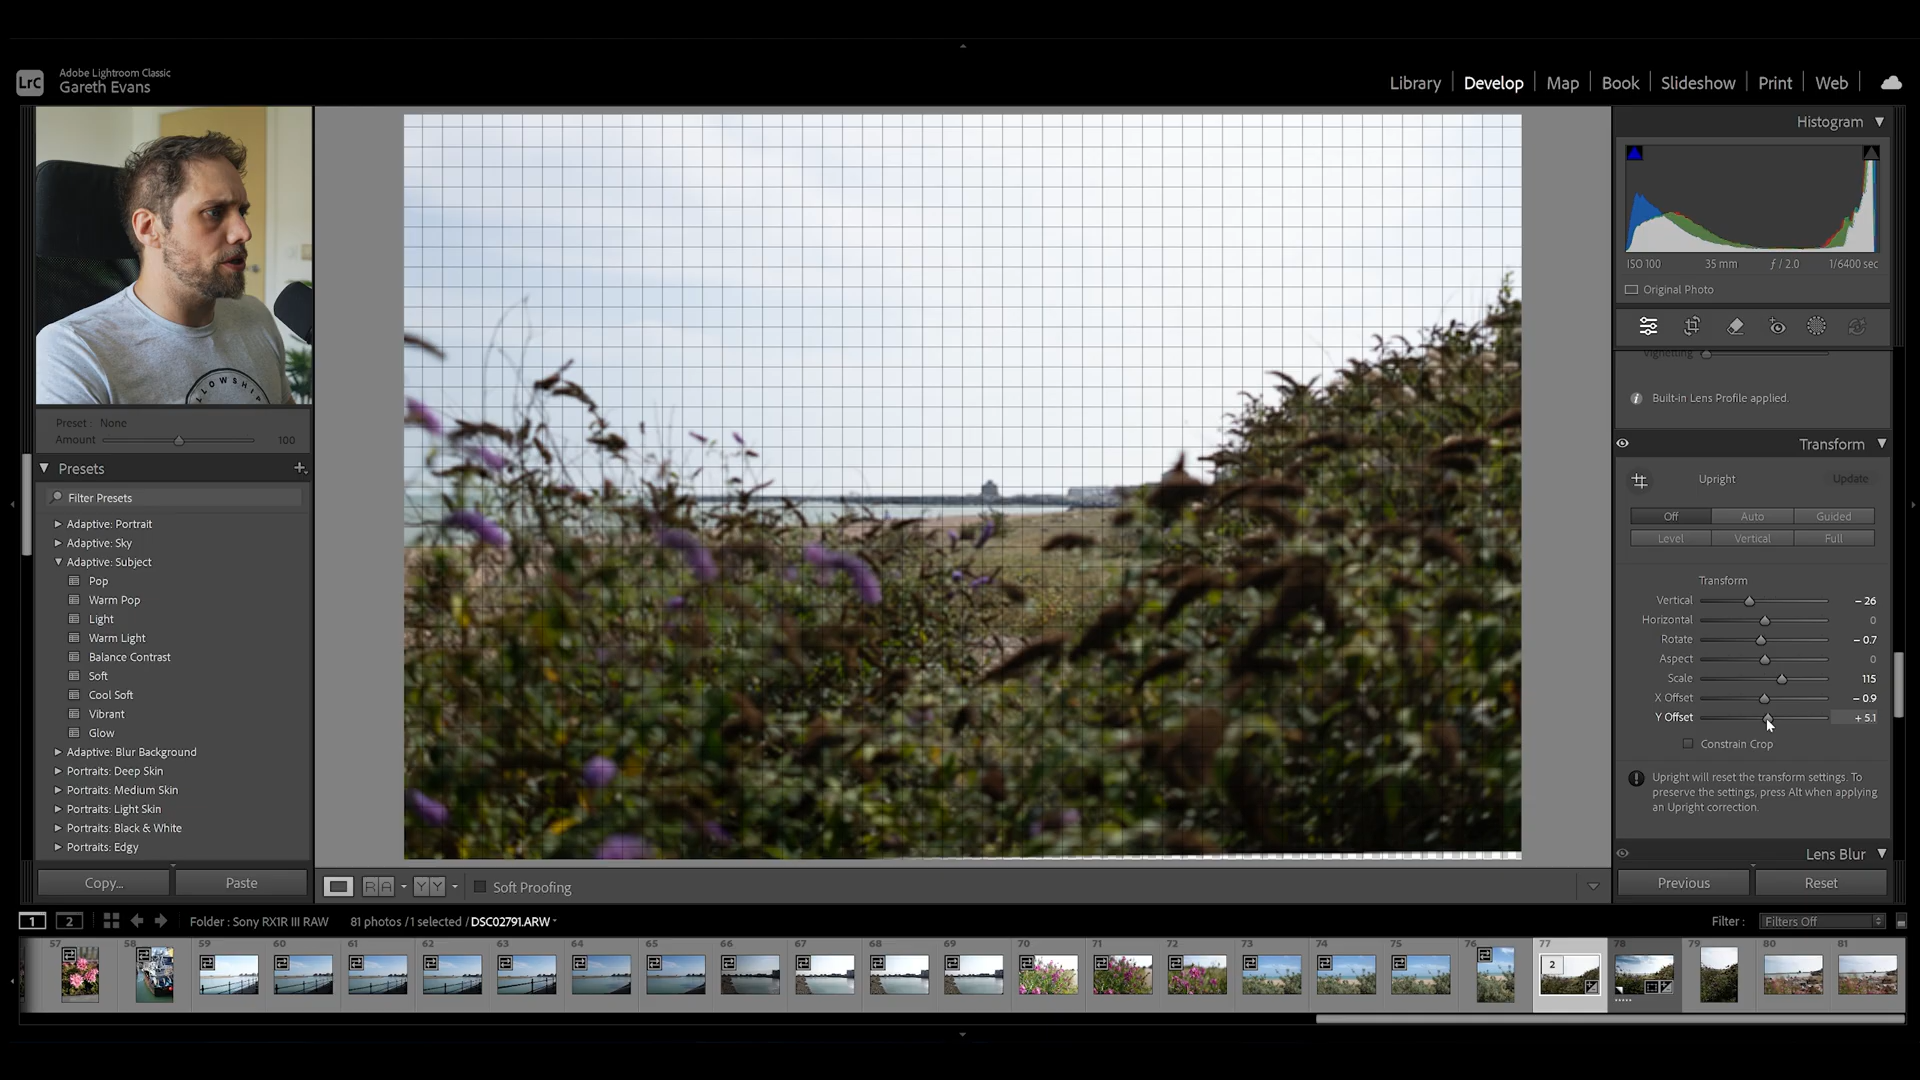 LrC
Adobe Lightroom Classic
Gareth Evans
Library Develop Map Book Slideshow Print Web
LLOWSHIP
Histogram
ISO 100 35 mm ƒ / 2.0 1/6400 sec
Original Photo
Vignetting
Built-in Lens Profile applied.
Transform
Upright Update
Off Auto Guided
Level Vertical Full
Transform
Vertical − 26
Horizontal 0
Rotate − 0.7
Aspect 0
Scale 115
X Offset − 0.9
Y Offset + 5.1
Constrain Crop
Upright will reset the transform settings. To
preserve the settings, press Alt when applying
an Upright correction.
Lens Blur
Previous Reset
Preset : None
Amount 100
Presets +
Filter Presets
Adaptive: Portrait
Adaptive: Sky
Adaptive: Subject
Pop
Warm Pop
Light
Warm Light
Balance Contrast
Soft
Cool Soft
Vibrant
Glow
Adaptive: Blur Background
Portraits: Deep Skin
Portraits: Medium Skin
Portraits: Light Skin
Portraits: Black & White
Portraits: Edgy
Copy... Paste
R A Y Y Soft Proofing
1 2 Folder : Sony RX1R III RAW 81 photos / 1 selected / DSC02791.ARW Filter : Filters Off
57 58 59 60 61 62 63 64 65 66 67 68 69 70 71 72 73 74 75 76 77 78 79 80 81
2